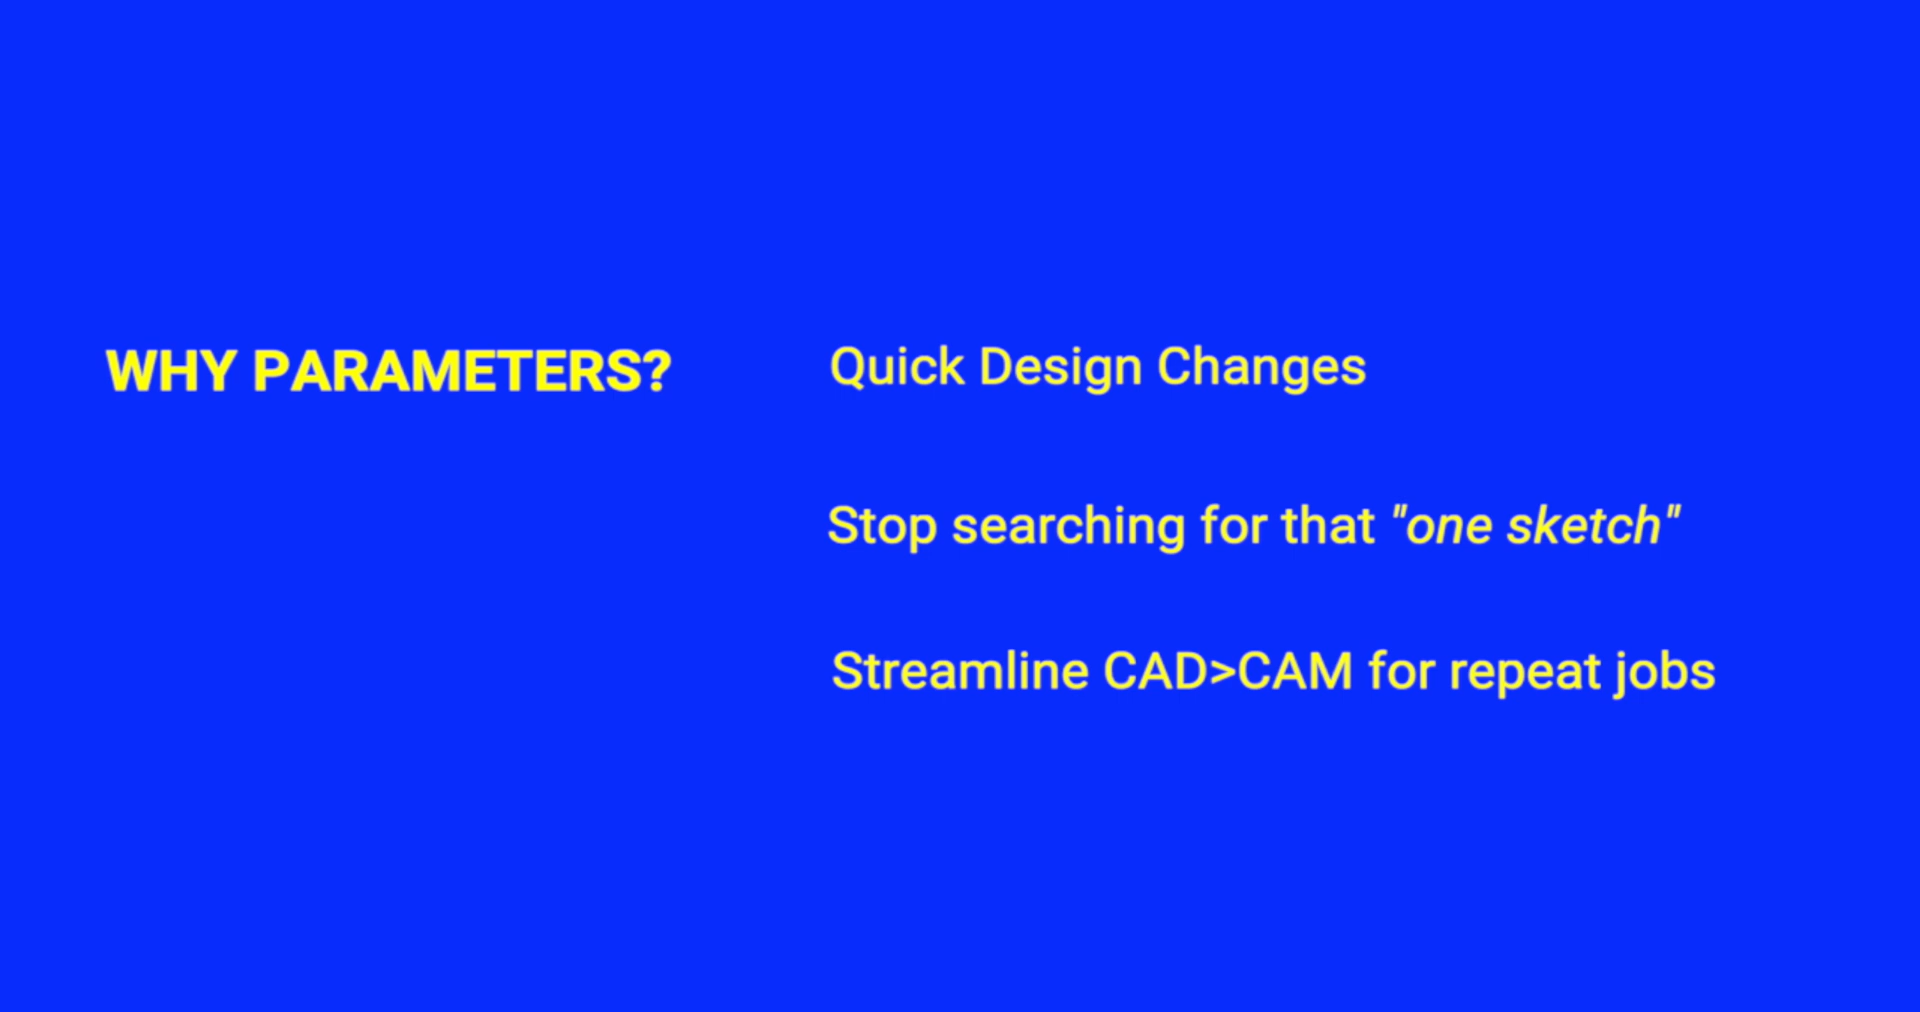 WHY PARAMETERS?
Quick Design Changes
Stop searching for that "one sketch"
Streamline CAD>CAM for repeat jobs